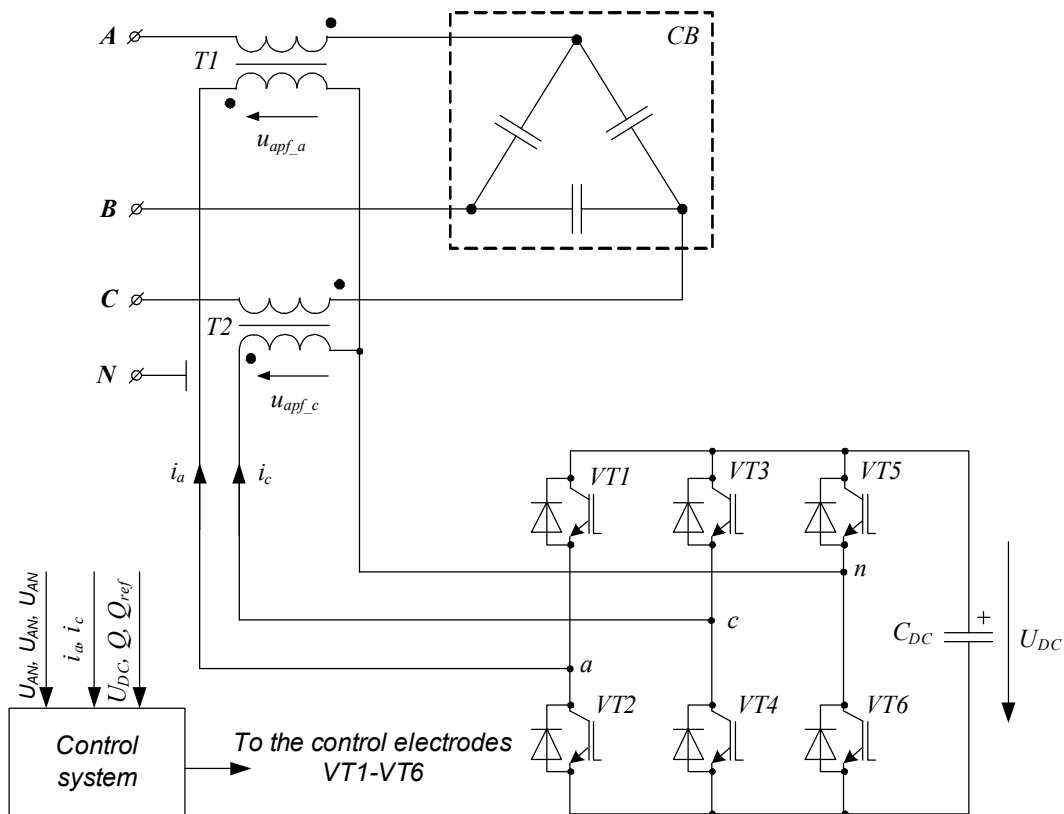 A
T1
u_apf_a
CB
B
C
T2
N
u_apf_c
i_a
i_c
VT1
VT3
VT5
n
c
a
C_DC
+
U_DC
VT2
VT4
VT6
U_AN, U_AN, U_AN
i_a, i_c
U_DC, Q, Q_ref
Control
system
To the control electrodes
VT1-VT6